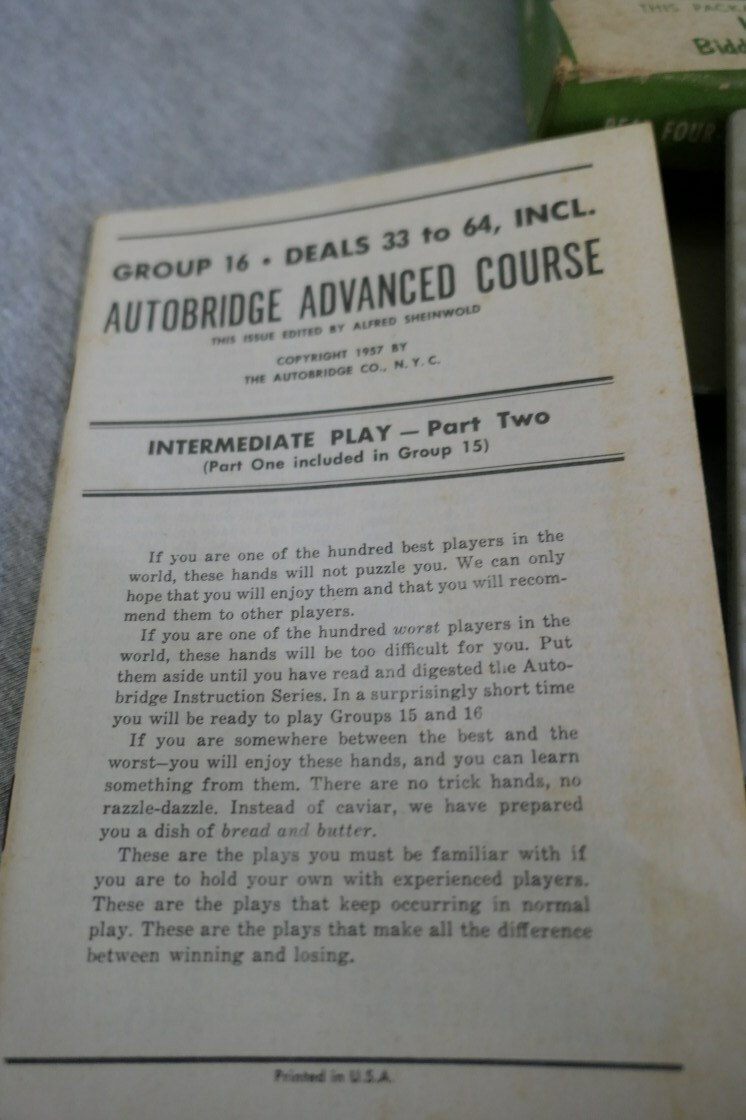 THIS PACKA
Bidd
FOUR-
GROUP 16 • DEALS 33 to 64, INCL.
AUTOBRIDGE ADVANCED COURSE
THIS ISSUE EDITED BY ALFRED SHEINWOLD
COPYRIGHT 1957 BY
THE AUTOBRIDGE CO., N. Y. C.
INTERMEDIATE PLAY — Part Two
(Part One included in Group 15)
If you are one of the hundred best players in the
world, these hands will not puzzle you. We can only
hope that you will enjoy them and that you will recom-
mend them to other players.
If you are one of the hundred worst players in the
world, these hands will be too difficult for you. Put
them aside until you have read and digested the Auto-
bridge Instruction Series. In a surprisingly short time
you will be ready to play Groups 15 and 16
If you are somewhere between the best and the
worst—you will enjoy these hands, and you can learn
something from them. There are no trick hands, no
razzle-dazzle. Instead of caviar, we have prepared
you a dish of bread and butter.
These are the plays you must be familiar with if
you are to hold your own with experienced players.
These are the plays that keep occurring in normal
play. These are the plays that make all the difference
between winning and losing.
Printed in U.S.A.